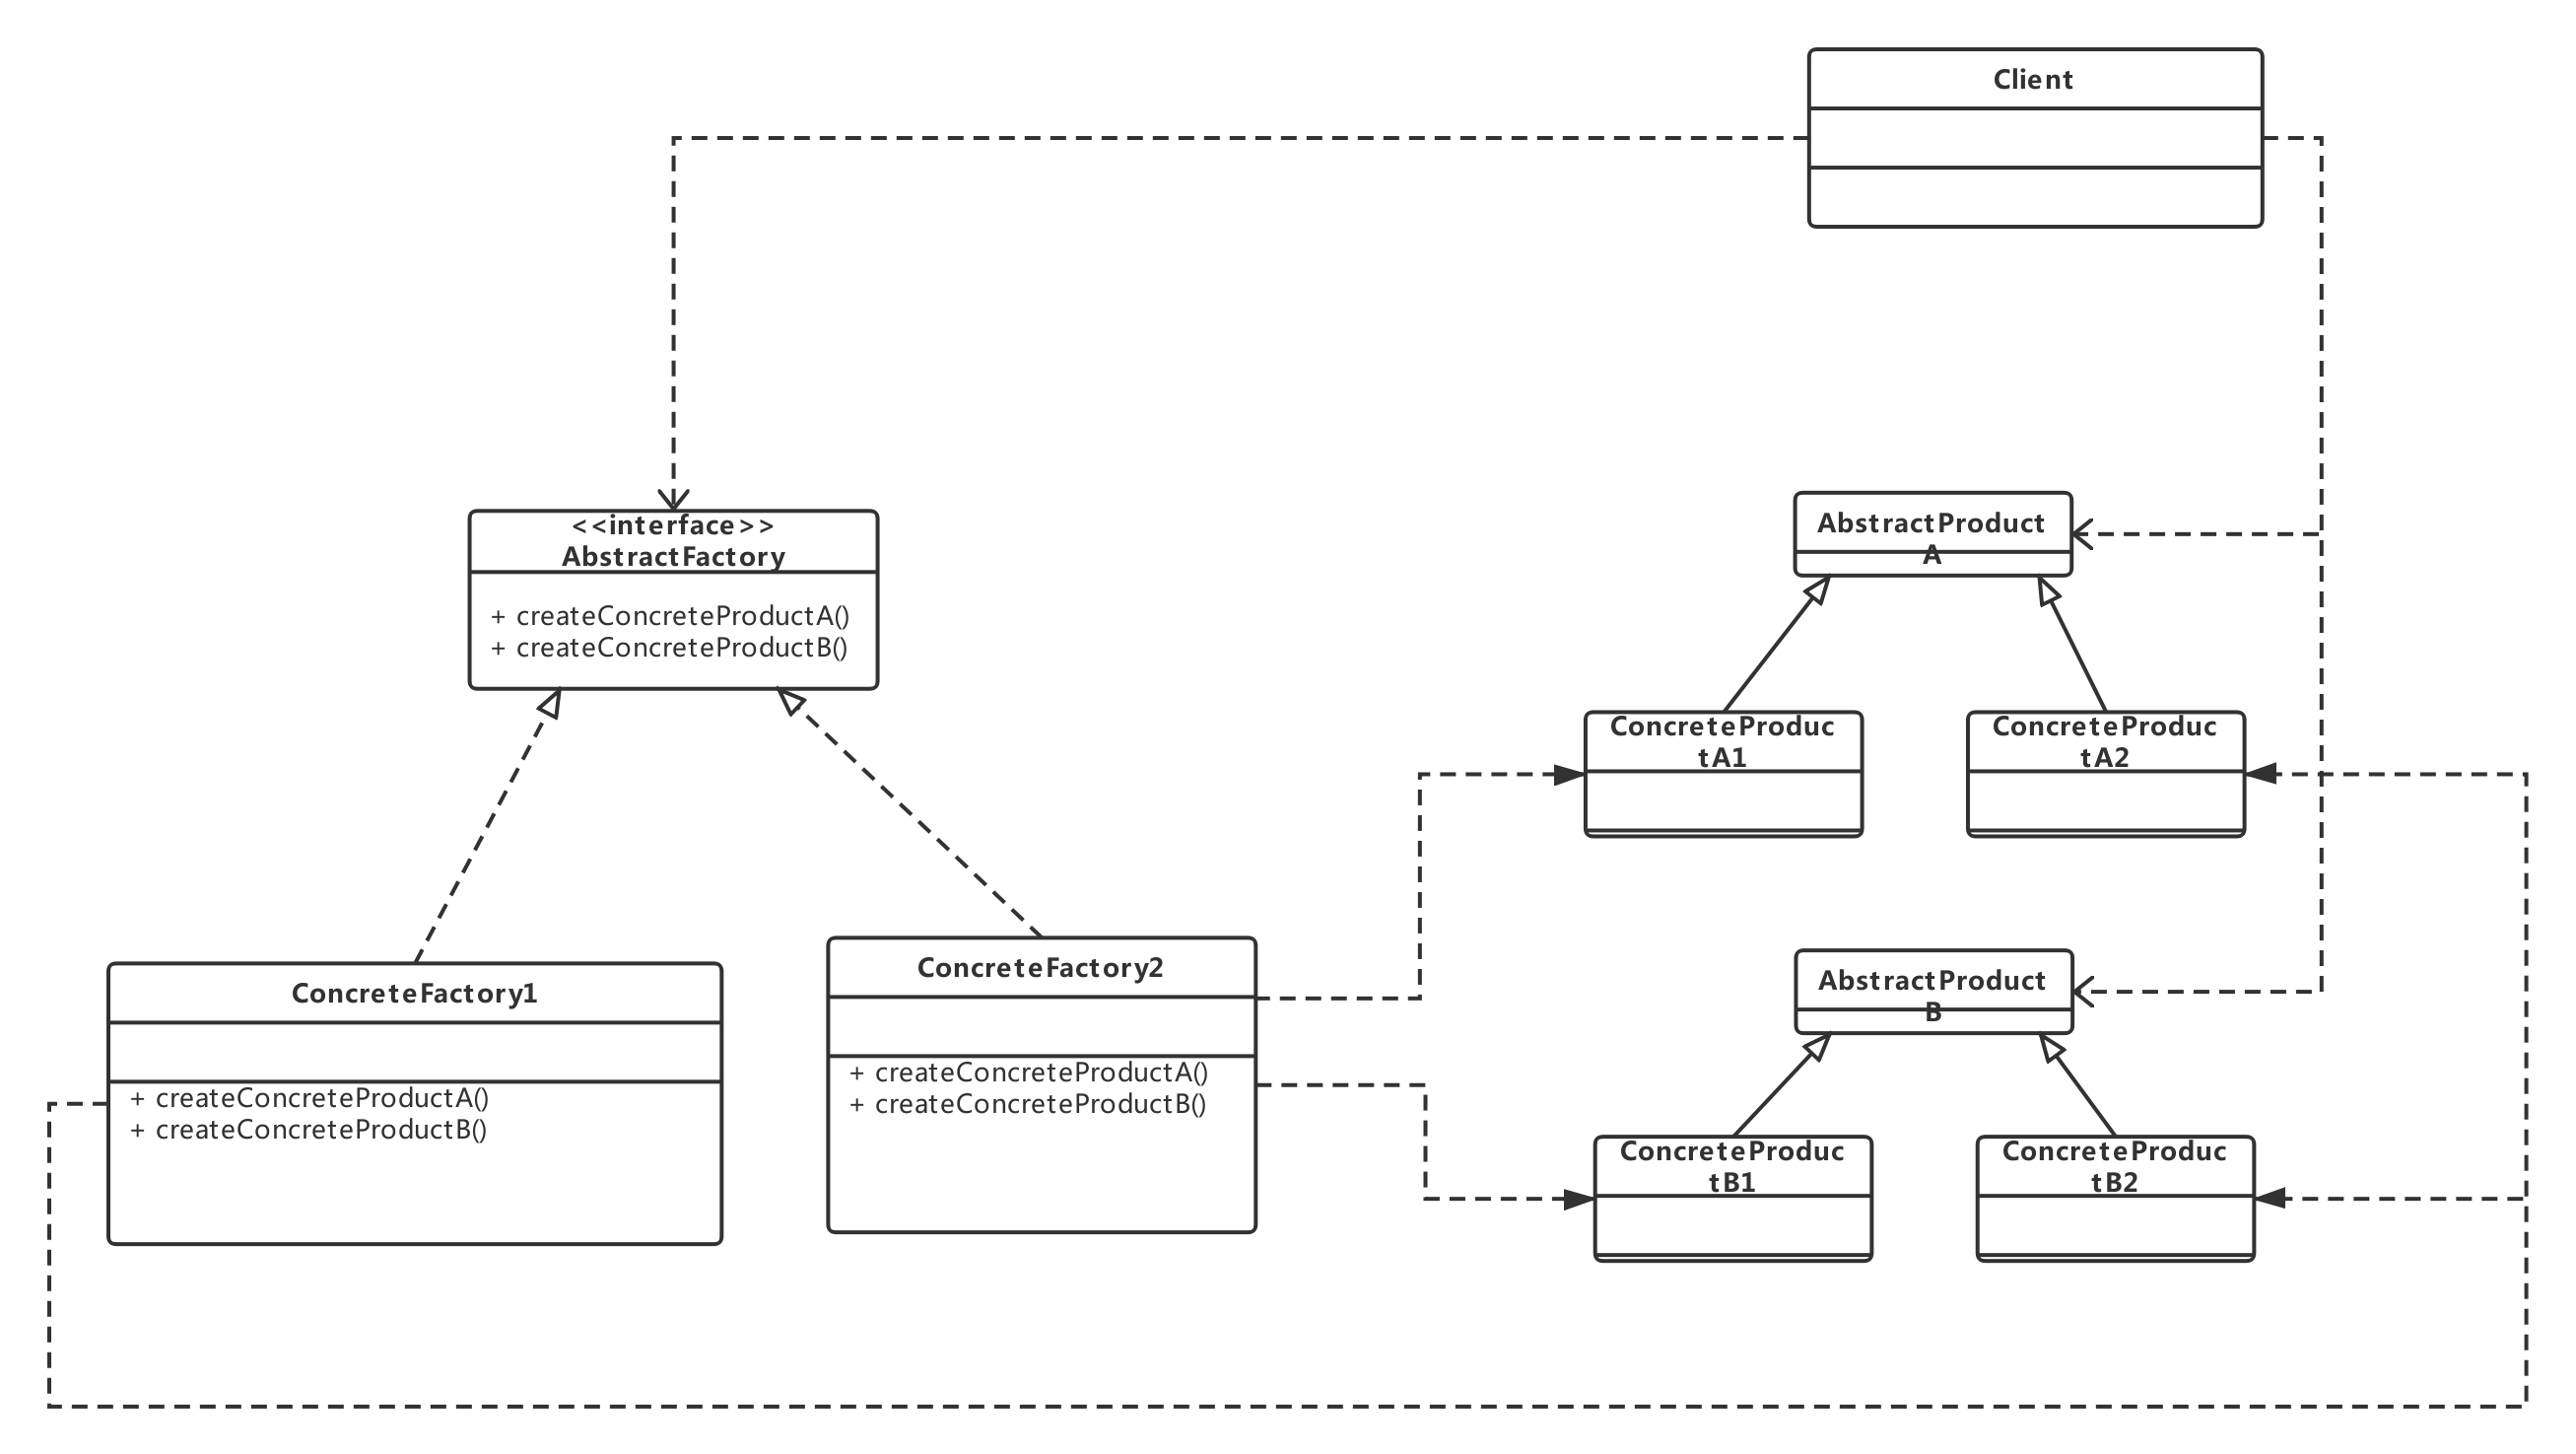 Client
<<interface>>
AbstractFactory
+ createConcreteProductA()
+ createConcreteProductB()
AbstractProduct
A
ConcreteProduc
tA1
ConcreteProduc
tA2
ConcreteFactory1
+ createConcreteProductA()
+ createConcreteProductB()
ConcreteFactory2
+ createConcreteProductA()
+ createConcreteProductB()
AbstractProduct
B
ConcreteProduc
tB1
ConcreteProduc
tB2